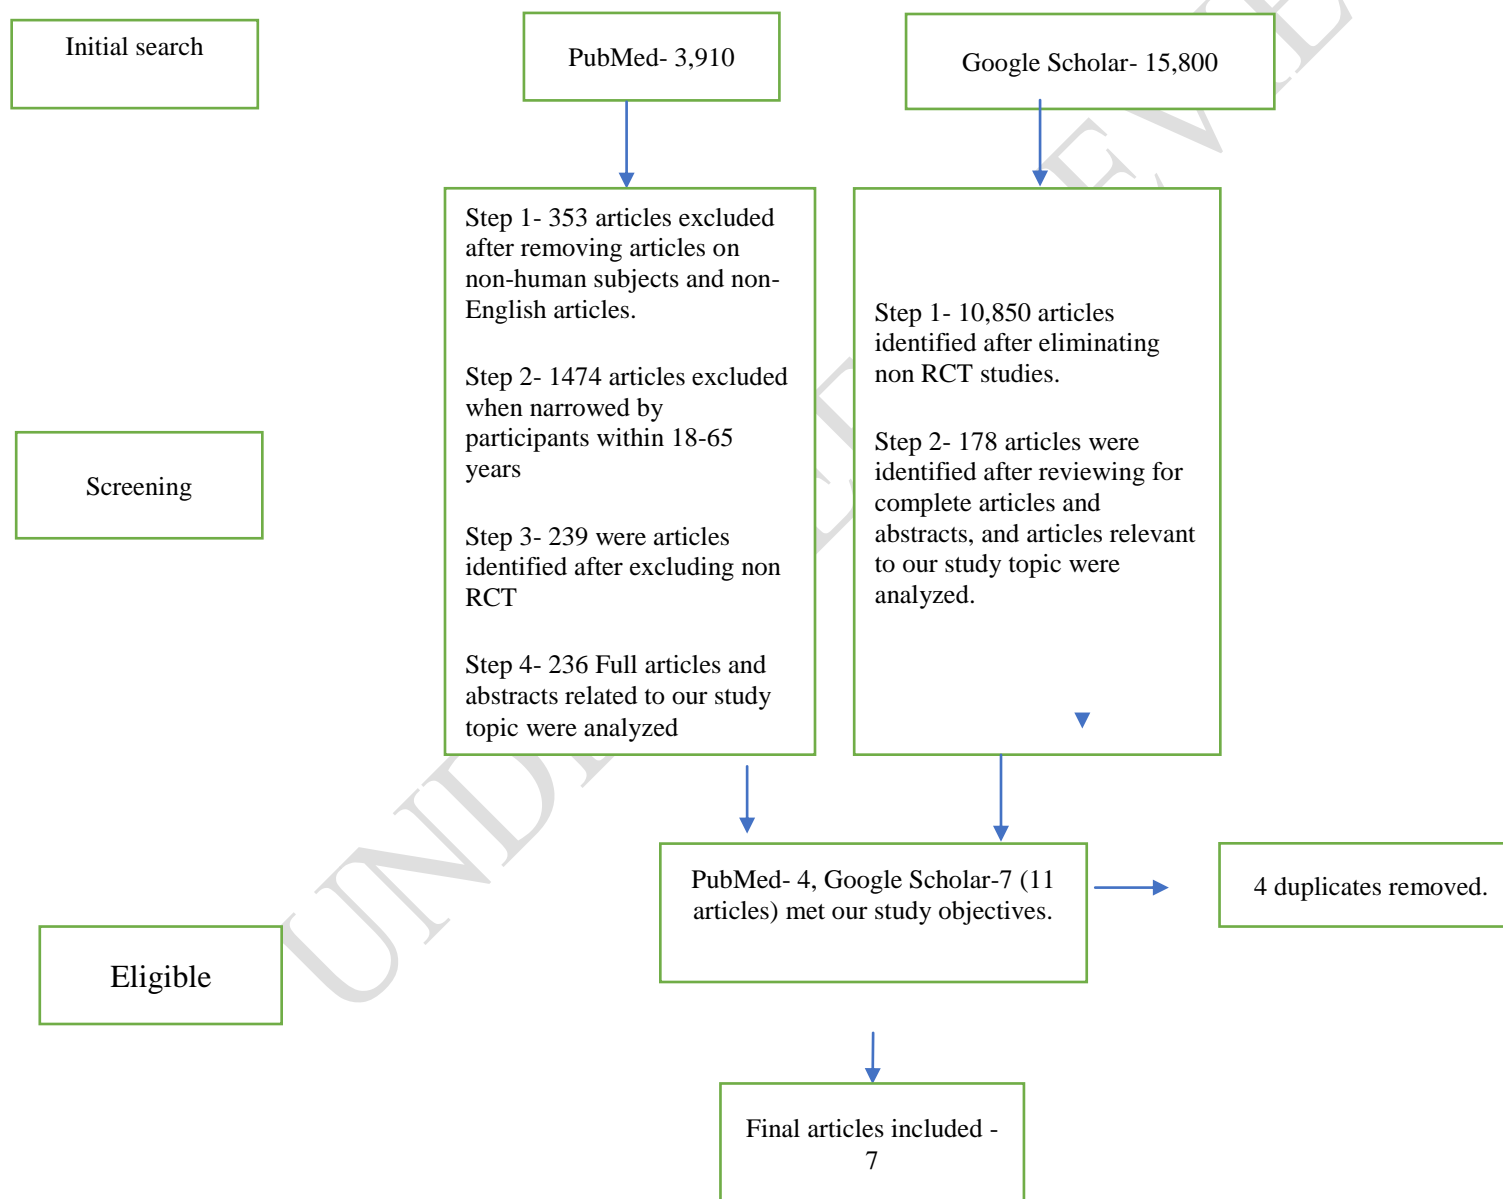 Initial search
PubMed- 3,910
Google Scholar- 15,800
Step 1- 353 articles excluded
after removing articles on
non-human subjects and non-
English articles.
Step 2- 1474 articles excluded
when narrowed by
participants within 18-65
years
Step 3- 239 were articles
identified after excluding non
RCT
Step 4- 236 Full articles and
abstracts related to our study
topic were analyzed
Step 1- 10,850 articles
identified after eliminating
non RCT studies.
Step 2- 178 articles were
identified after reviewing for
complete articles and
abstracts, and articles relevant
to our study topic were
analyzed.
Screening
PubMed- 4, Google Scholar-7 (11
articles) met our study objectives.
4 duplicates removed.
Eligible
Final articles included -
7